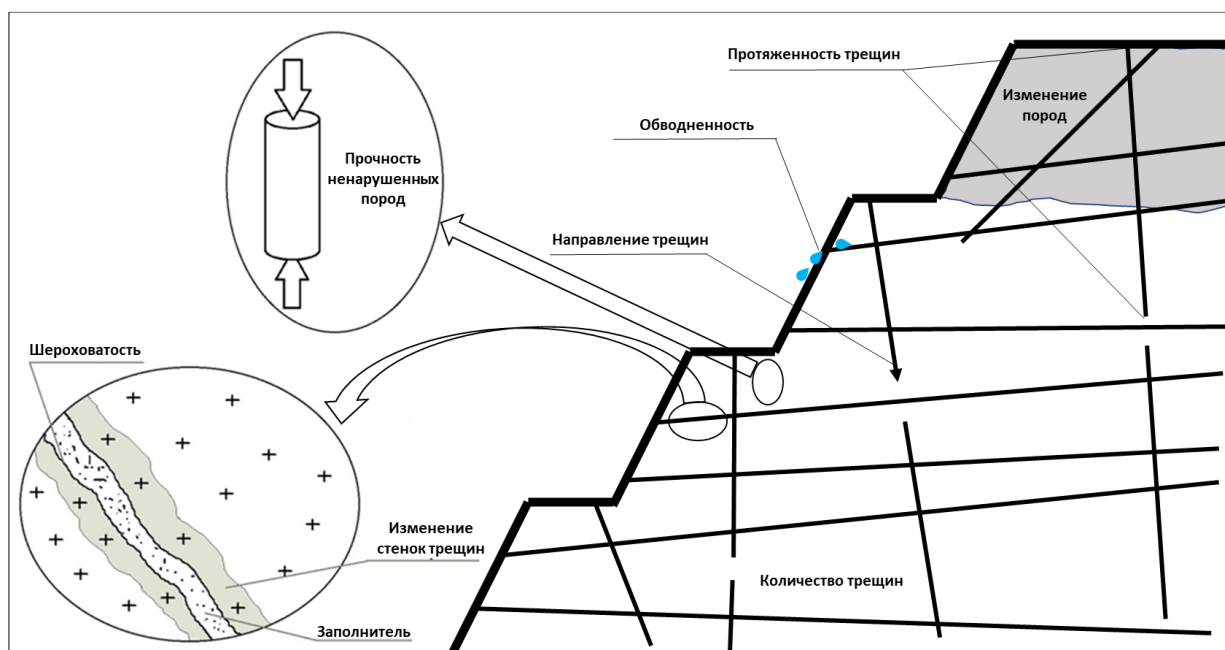 Протяженность трещин
Изменение
пород
Обводненность
Прочность
ненарушенных
пород
Направление трещин
Шероховатость
Изменение
стенок трещин
Количество трещин
Заполнитель